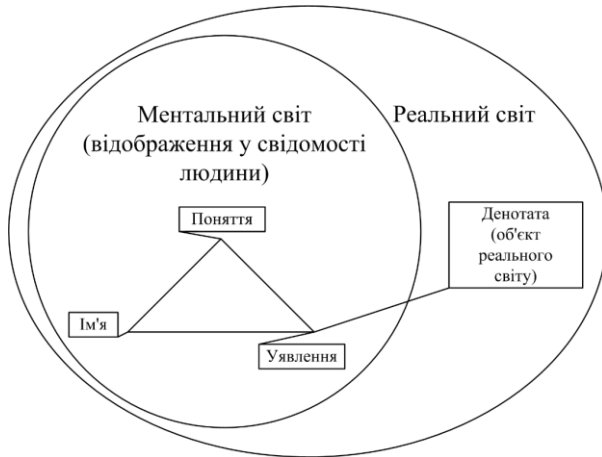 Ментальний світ
(відображення у свідомості
людини)
Реальний світ
Поняття
Денотата
(об'єкт
реального
світу)
Ім'я
Уявлення